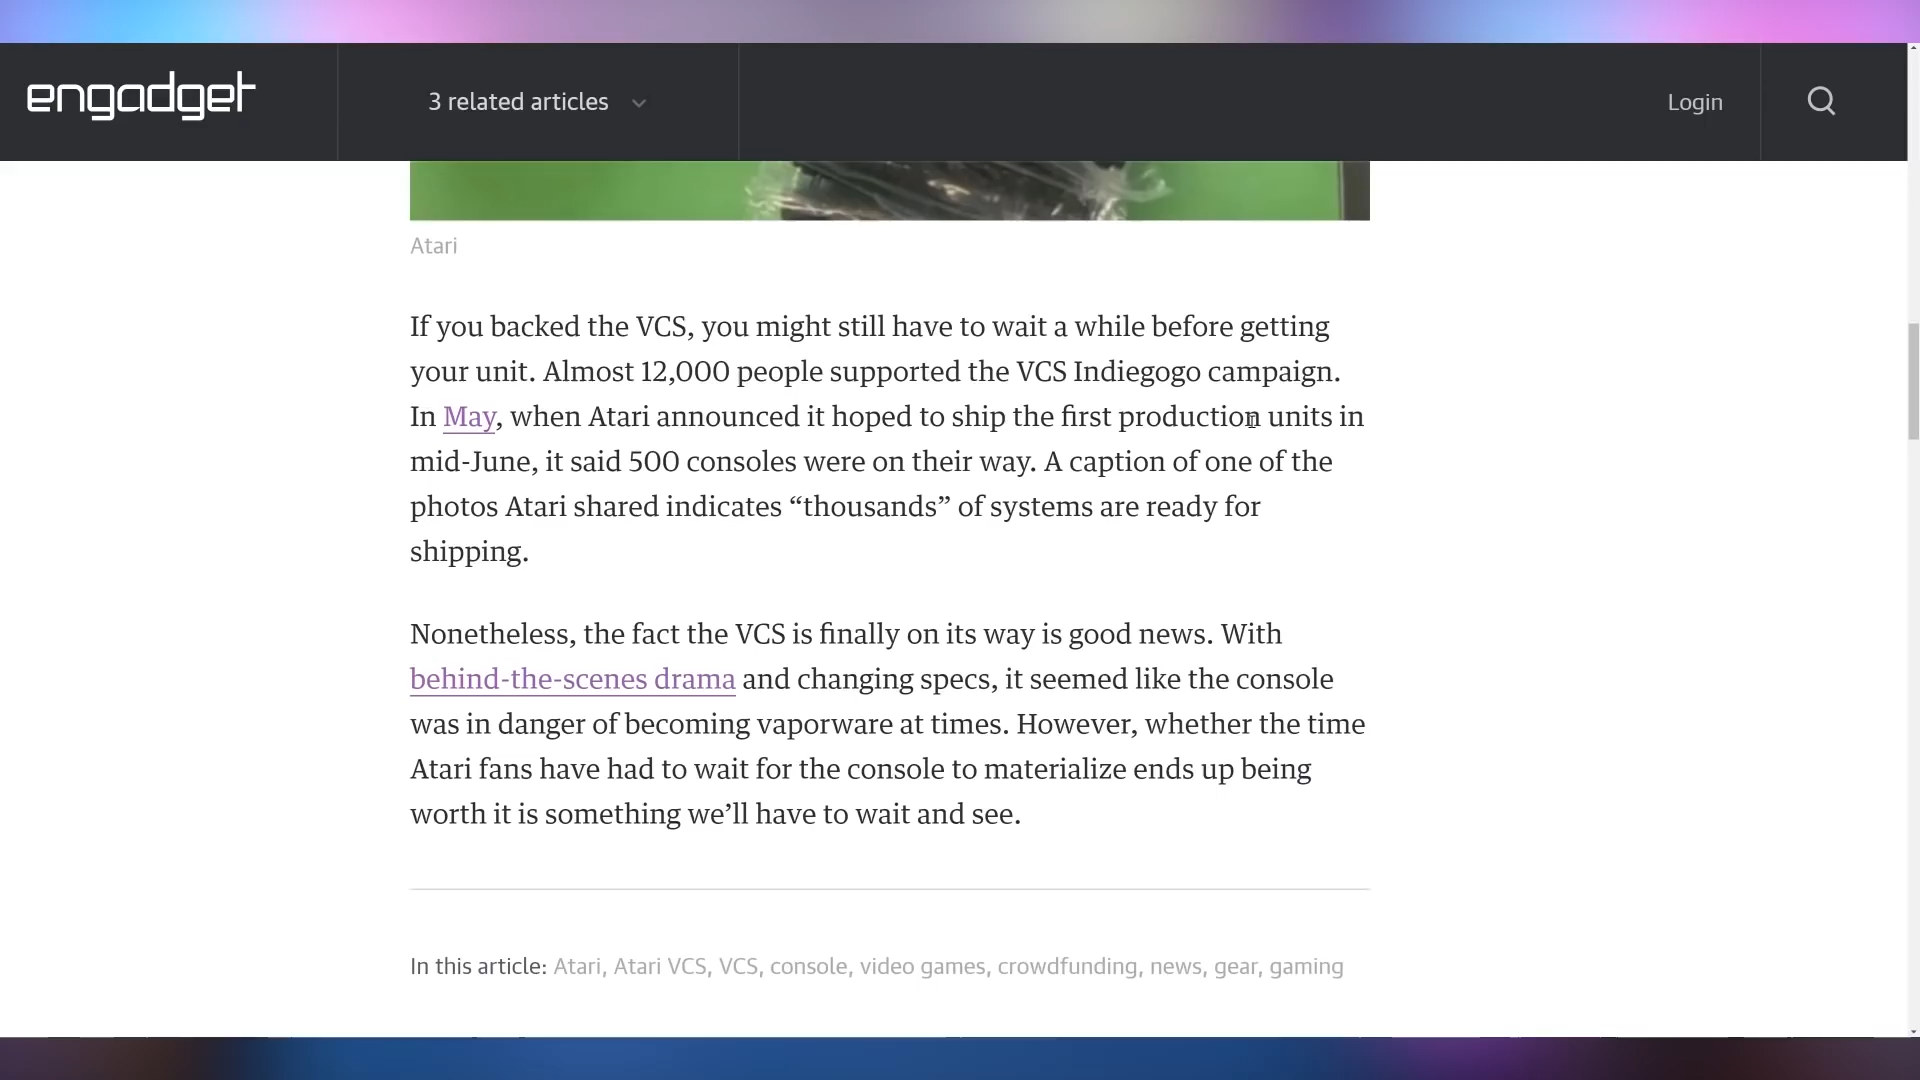 engadget
3 related articles
Login
Atari
If you backed the VCS, you might still have to wait a while before getting
your unit. Almost 12,000 people supported the VCS Indiegogo campaign.
In May, when Atari announced it hoped to ship the first production units in
mid-June, it said 500 consoles were on their way. A caption of one of the
photos Atari shared indicates “thousands” of systems are ready for
shipping.
Nonetheless, the fact the VCS is finally on its way is good news. With
behind-the-scenes drama and changing specs, it seemed like the console
was in danger of becoming vaporware at times. However, whether the time
Atari fans have had to wait for the console to materialize ends up being
worth it is something we’ll have to wait and see.
In this article: Atari, Atari VCS, VCS, console, video games, crowdfunding, news, gear, gaming